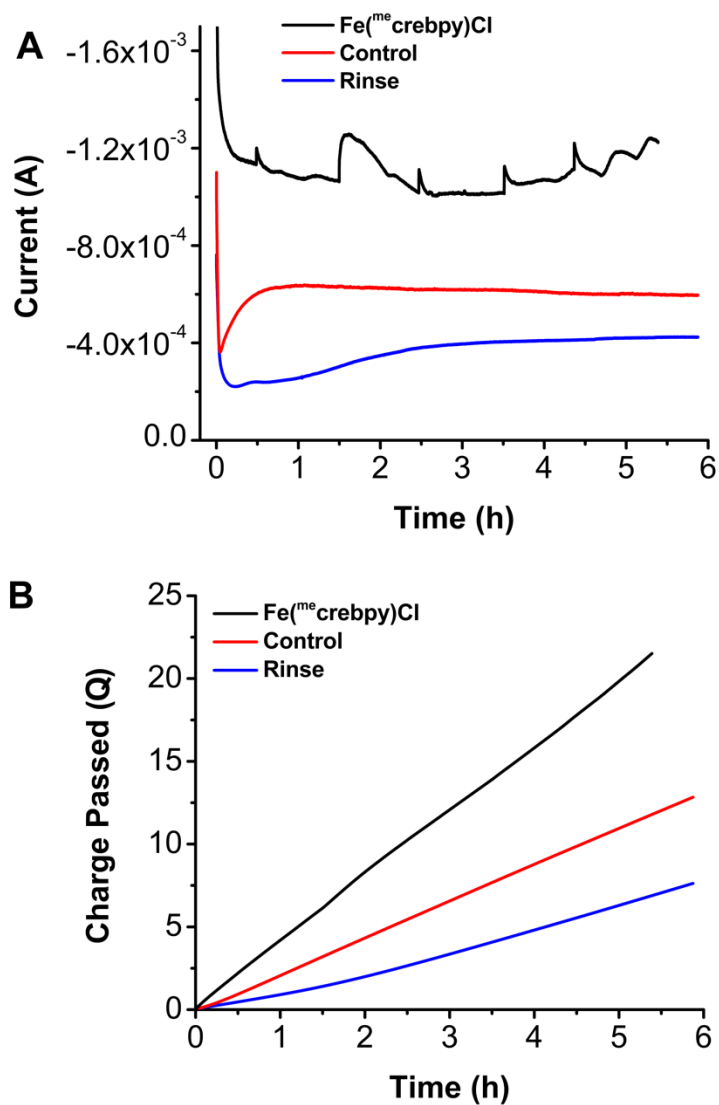 A
Fe(ᵐᵉcrebpy)Cl
Control
Rinse
-1.6x10⁻³
-1.2x10⁻³
-8.0x10⁻⁴
-4.0x10⁻⁴
0.0
Current (A)
0 1 2 3 4 5 6
Time (h)
B
Fe(ᵐᵉcrebpy)Cl
Control
Rinse
25
20
15
10
5
0
Charge Passed (Q)
0 1 2 3 4 5 6
Time (h)